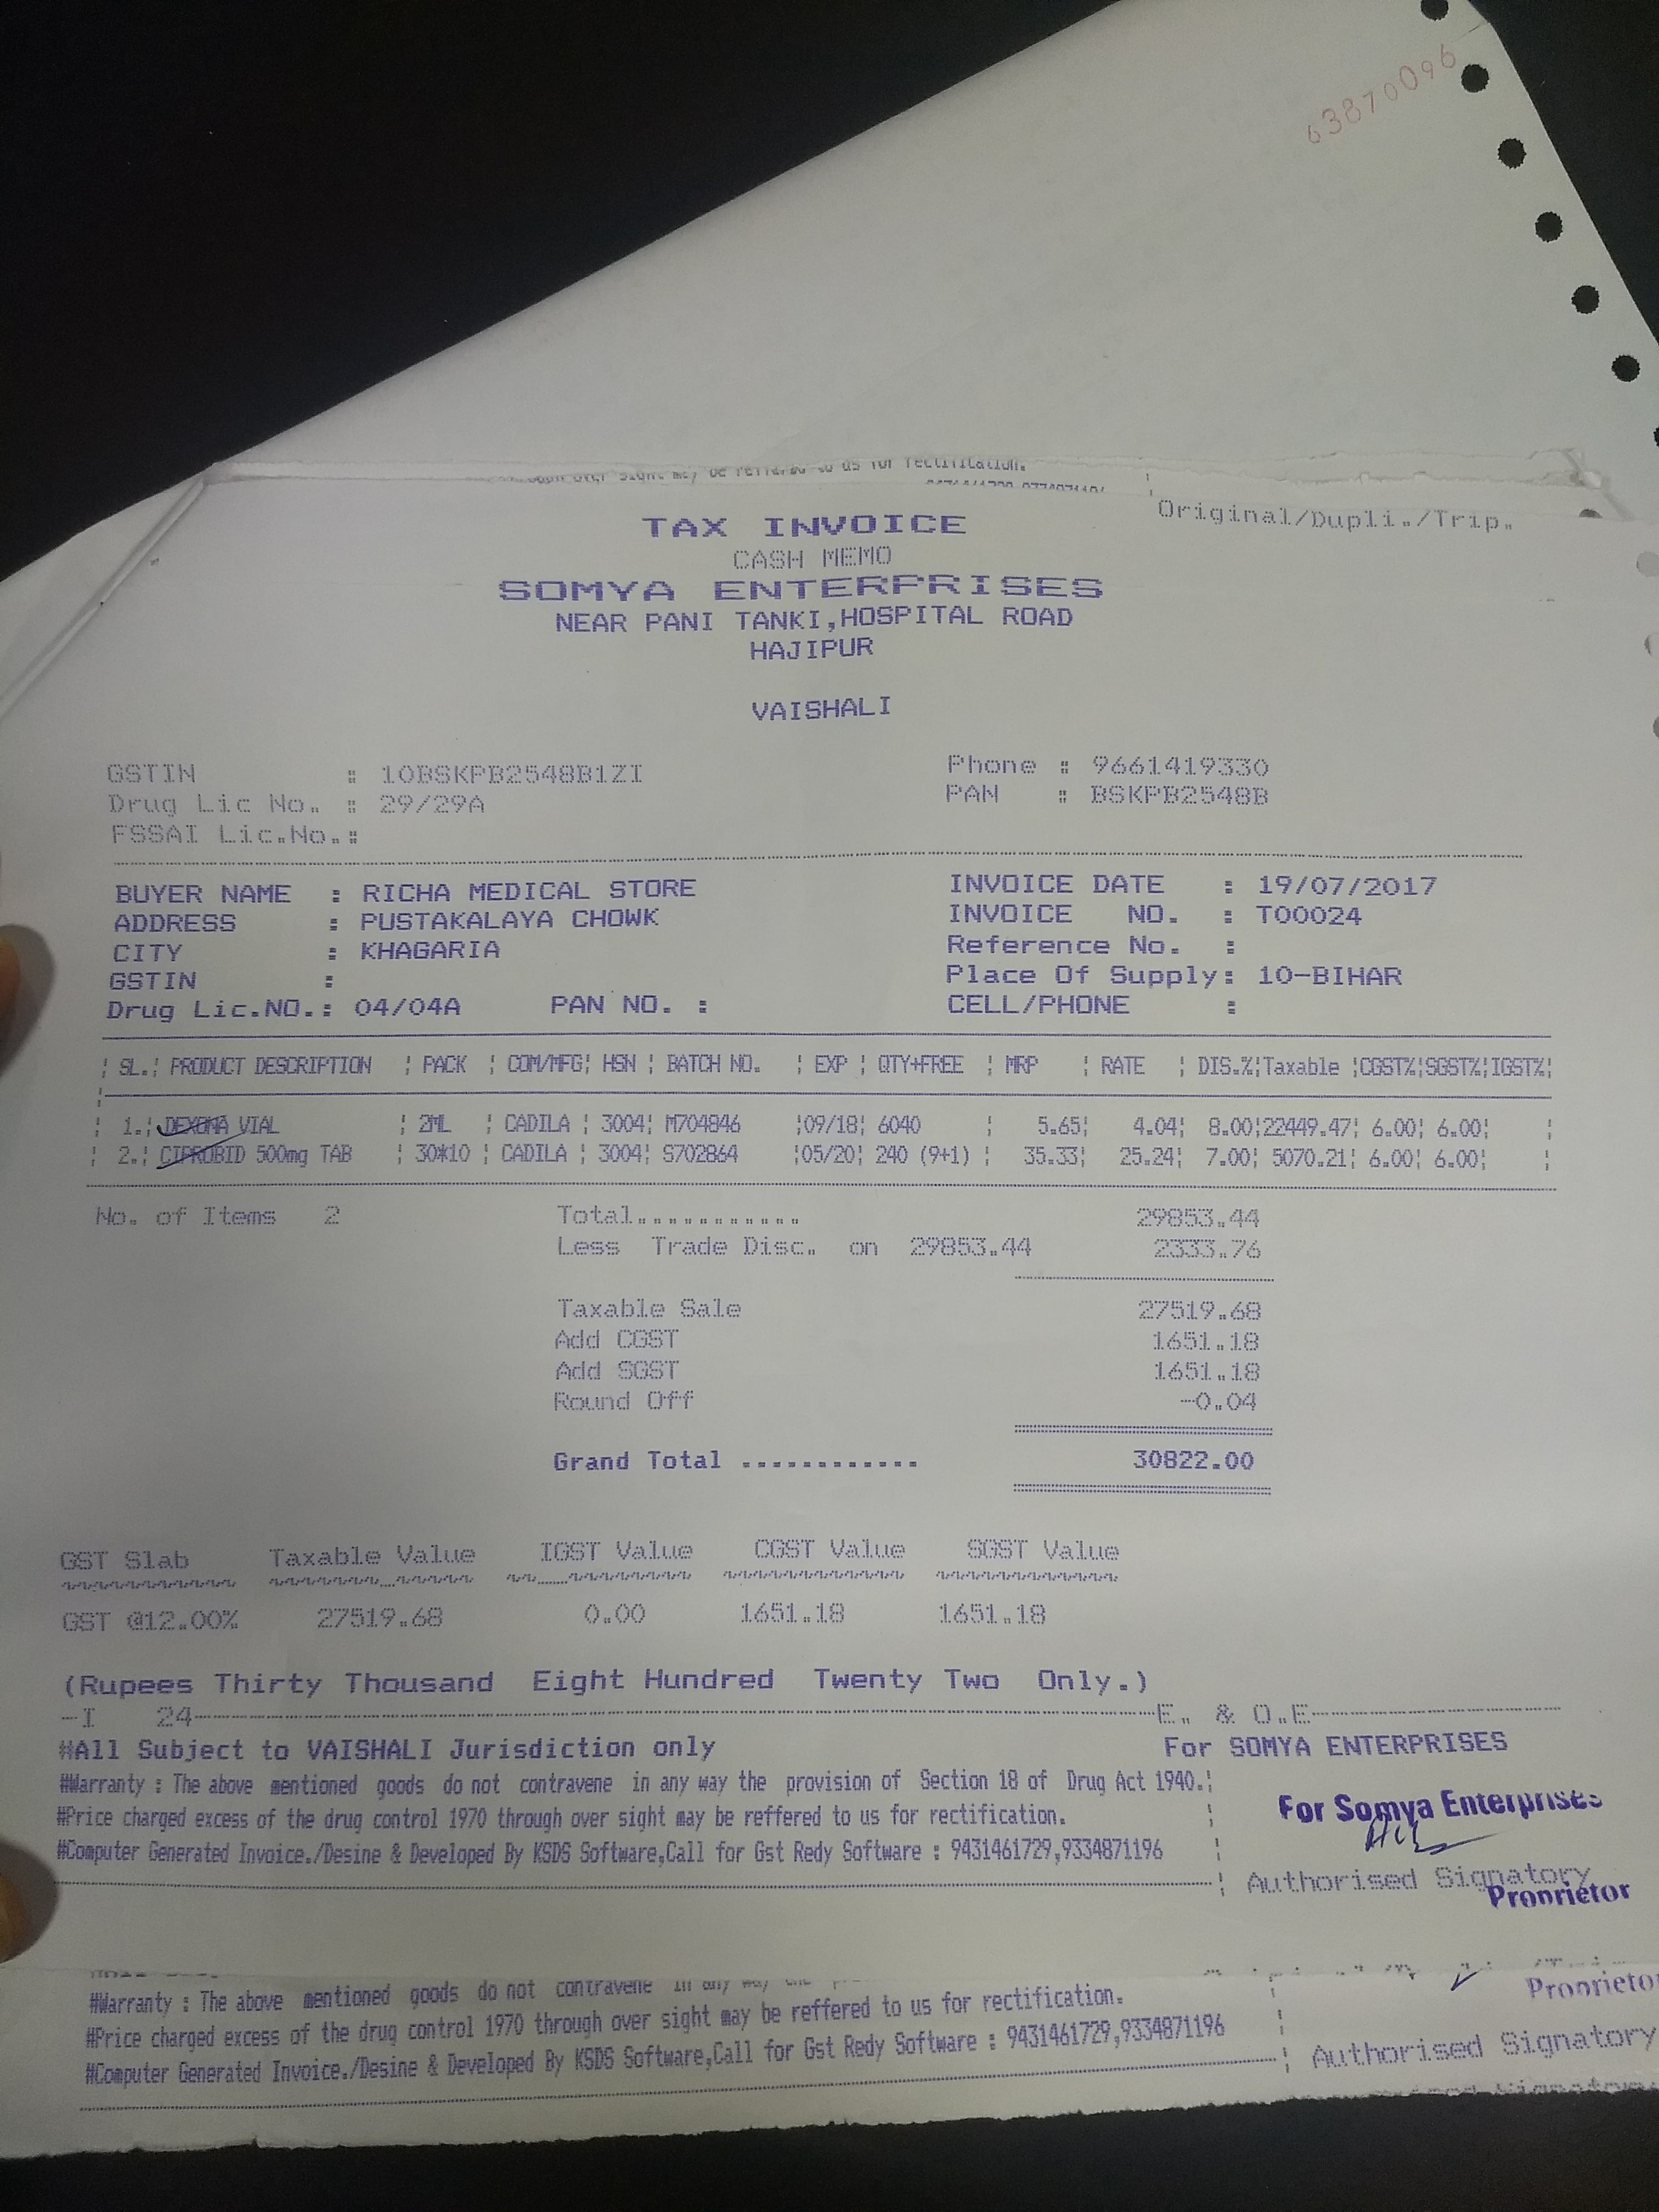 63870096
upon over sight may be reffered to us for rectification.
Original/Dupli./Trip.
TAX INVOICE
CASH MEMO
SOMYA ENTERPRISES
NEAR PANI TANKI,HOSPITAL ROAD
HAJIPUR
VAISHALI
GSTIN : 10BSKPB2548B1ZI Phone : 9661419330
Drug Lic No. : 29/29A PAN : BSKPB2548B
FSSAI Lic.No.:
BUYER NAME : RICHA MEDICAL STORE INVOICE DATE : 19/07/2017
ADDRESS : PUSTAKALAYA CHOWK INVOICE NO. : T00024
CITY : KHAGARIA Reference No. :
GSTIN : Place Of Supply: 10-BIHAR
Drug Lic.NO.: 04/04A PAN NO. : CELL/PHONE :
SL. PRODUCT DESCRIPTION PACK COM/MFG HSN BATCH NO. EXP QTY+FREE MRP RATE DIS.% Taxable CGST% SGST% IGST%
1. DEXONA VIAL 2ML CADILA 3004 M704846 09/18 6040 5.65 4.04 8.00 22449.47 6.00 6.00
2. CIPROBID 500mg TAB 30*10 CADILA 3004 S702864 05/20 240 (9+1) 35.33 25.24 7.00 5070.21 6.00 6.00
No. of Items 2 Total........... 29853.44
Less Trade Disc. on 29853.44 2333.76
Taxable Sale 27519.68
Add CGST 1651.18
Add SGST 1651.18
Round Off -0.04
Grand Total ............ 30822.00
GST Slab Taxable Value IGST Value CGST Value SGST Value
GST @12.00% 27519.68 0.00 1651.18 1651.18
(Rupees Thirty Thousand Eight Hundred Twenty Two Only.)
-I 24 E. & O.E
#All Subject to VAISHALI Jurisdiction only For SOMYA ENTERPRISES
#Warranty : The above mentioned goods do not contravene in any way the provision of Section 18 of Drug Act 1940.
For Somya Enterprises
#Price charged excess of the drug control 1970 through over sight may be reffered to us for rectification.
#Computer Generated Invoice./Desine & Developed By KSDS Software,Call for Gst Redy Software : 9431461729,9334871196
Authorised Signatory
Proprietor
#Warranty : The above mentioned goods do not contravene in any way the
Proprietor
#Price charged excess of the drug control 1970 through over sight may be reffered to us for rectification.
#Computer Generated Invoice./Desine & Developed By KSDS Software,Call for Gst Redy Software : 9431461729,9334871196
Authorised Signatory